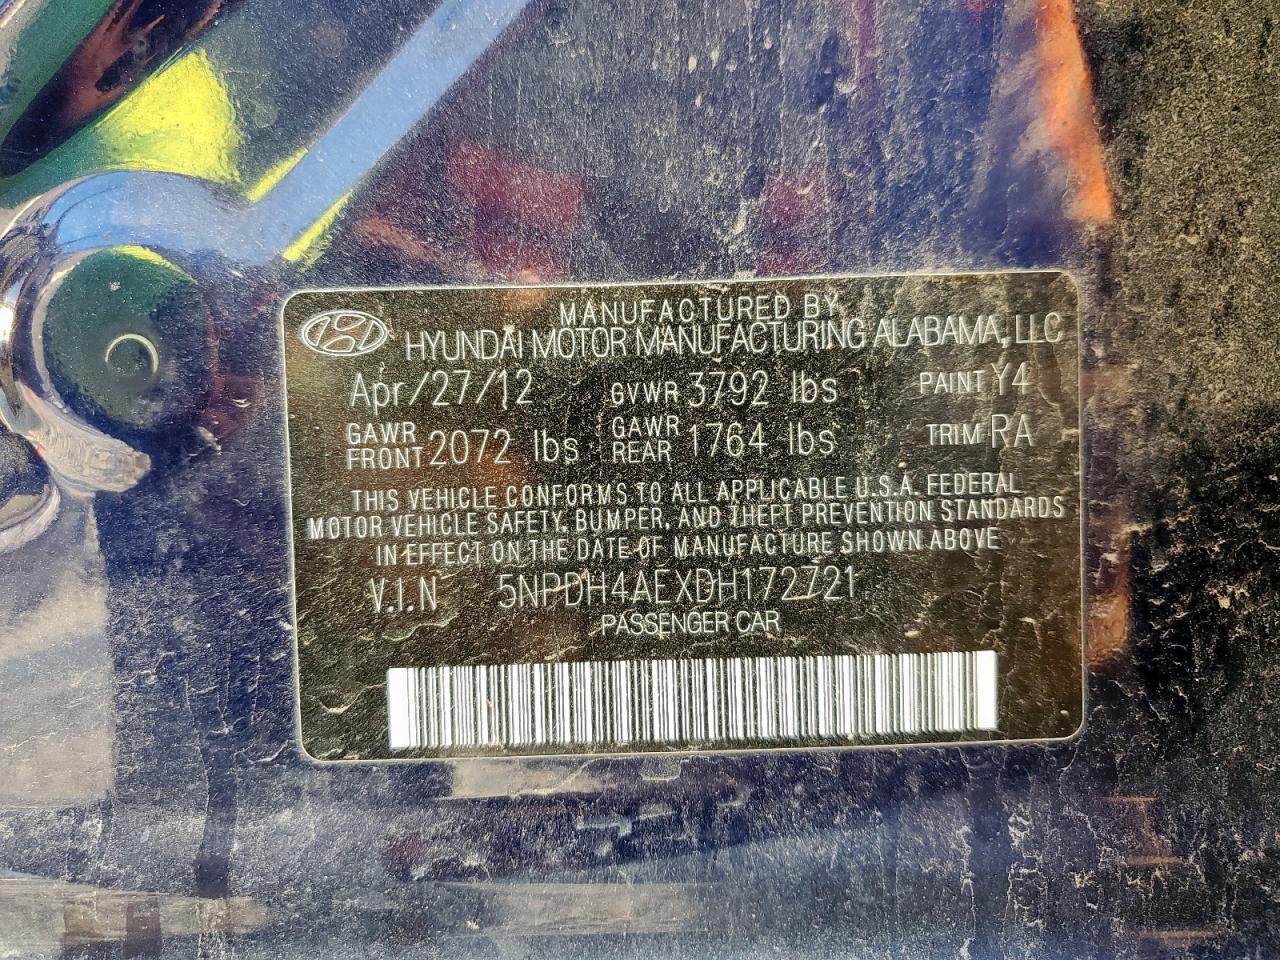 MANUFACTURED BY
HYUNDAI MOTOR MANUFACTURING ALABAMA, LLC
Apr/27/12 GVWR 3792 lbs PAINT Y4
GAWR FRONT 2072 lbs GAWR REAR 1764 lbs TRIM RA
THIS VEHICLE CONFORMS TO ALL APPLICABLE U.S.A. FEDERAL
MOTOR VEHICLE SAFETY, BUMPER, AND THEFT PREVENTION STANDARDS
IN EFFECT ON THE DATE OF MANUFACTURE SHOWN ABOVE
V.I.N 5NPDH4AEXDH172721
PASSENGER CAR